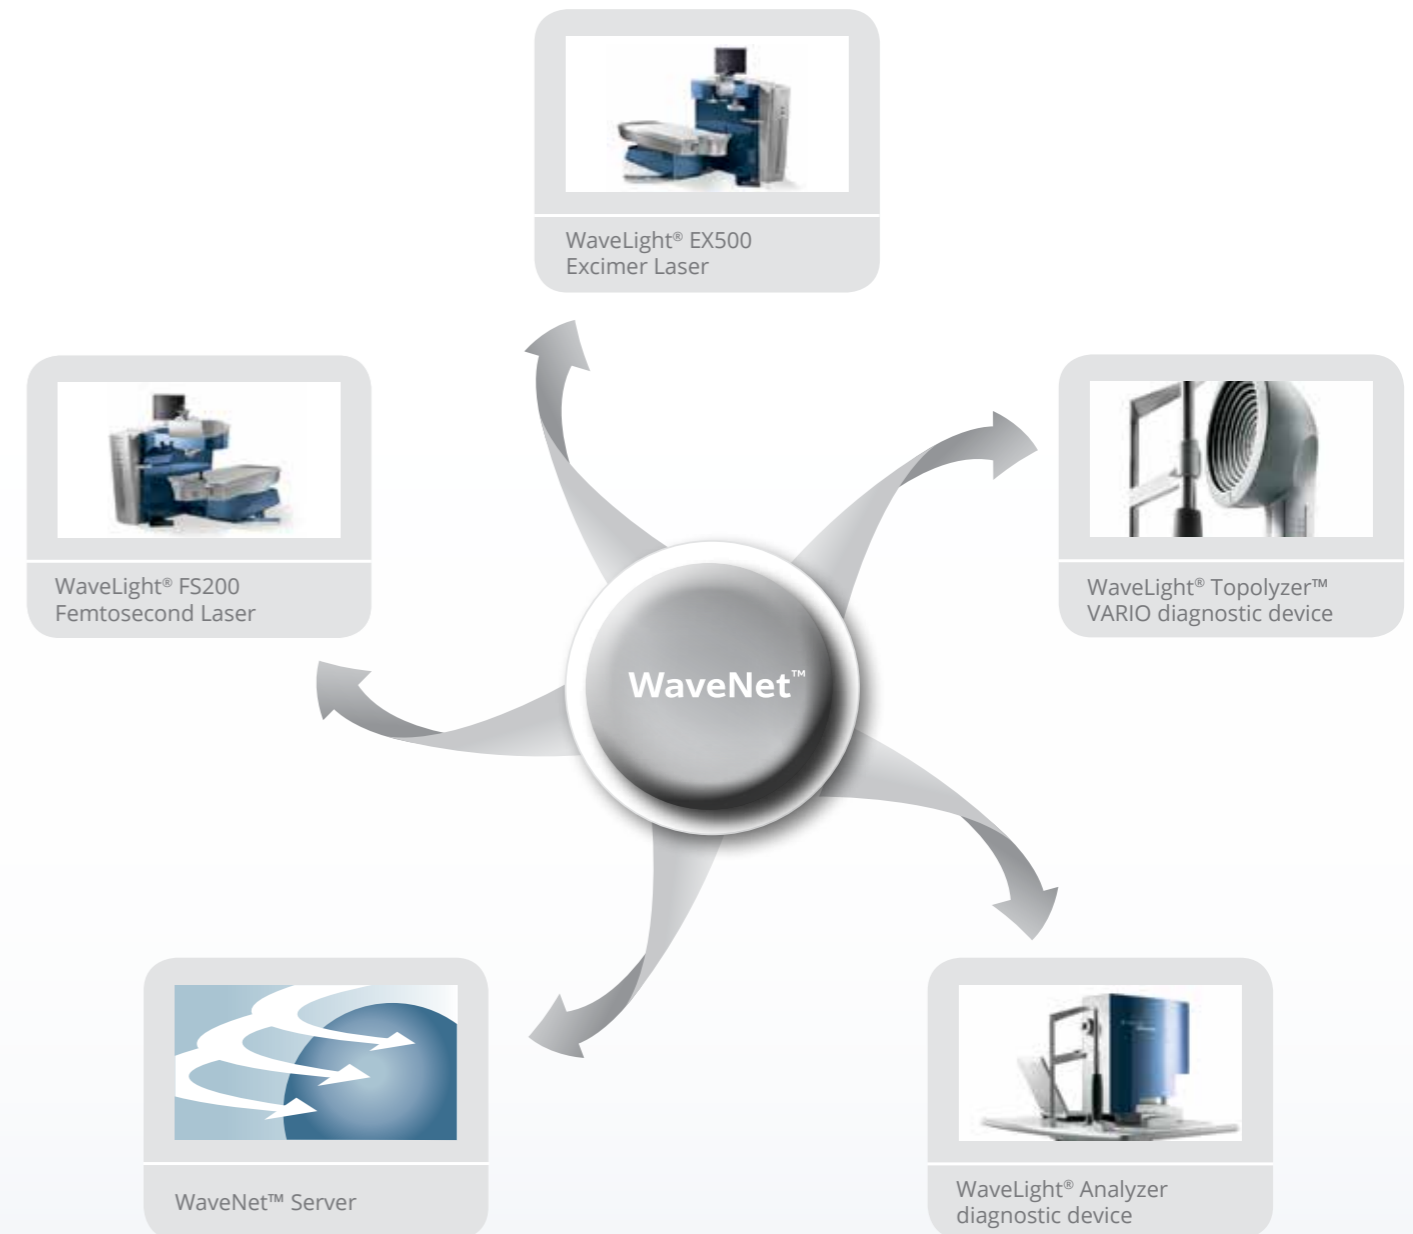 WaveLight® EX500
Excimer Laser
WaveLight® FS200
Femtosecond Laser
WaveLight® Topolyzer™
VARIO diagnostic device
WaveNet™
WaveNet™ Server
WaveLight® Analyzer
diagnostic device